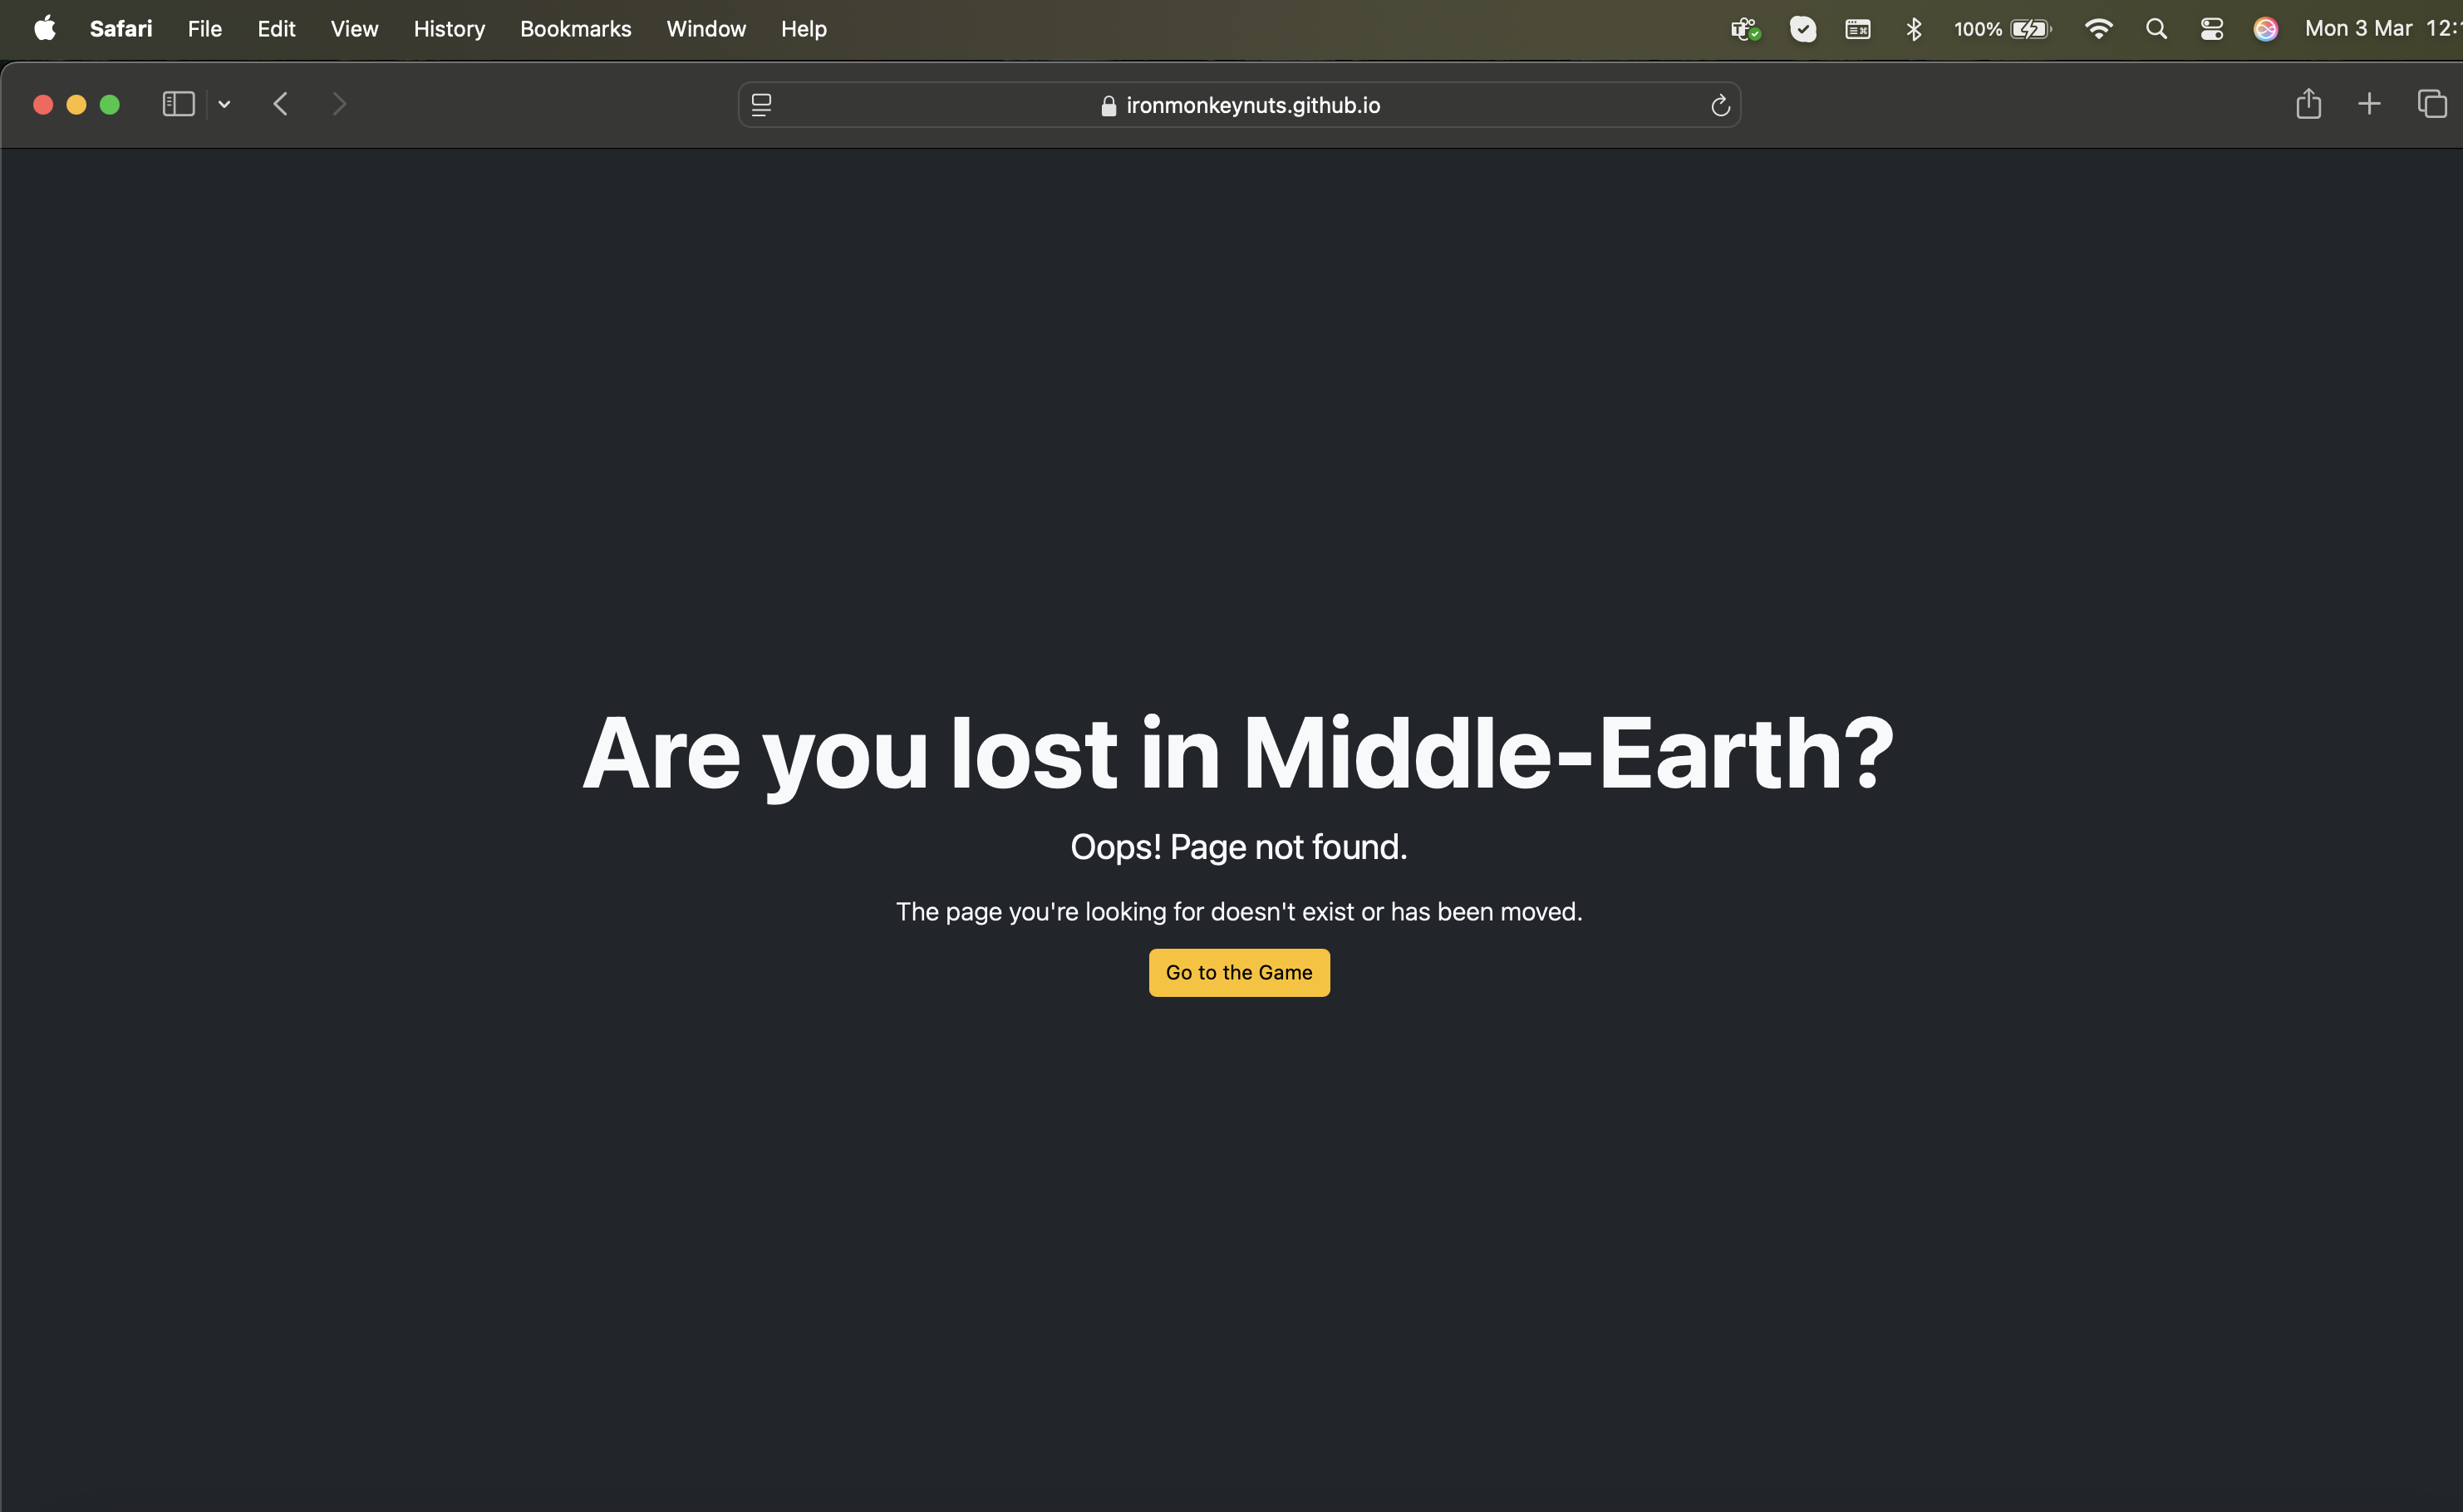 Safari File Edit View History Bookmarks Window Help 100% Mon 3 Mar
ironmonkeynuts.github.io
Are you lost in Middle-Earth?
Oops! Page not found.
The page you're looking for doesn't exist or has been moved.
Go to the Game